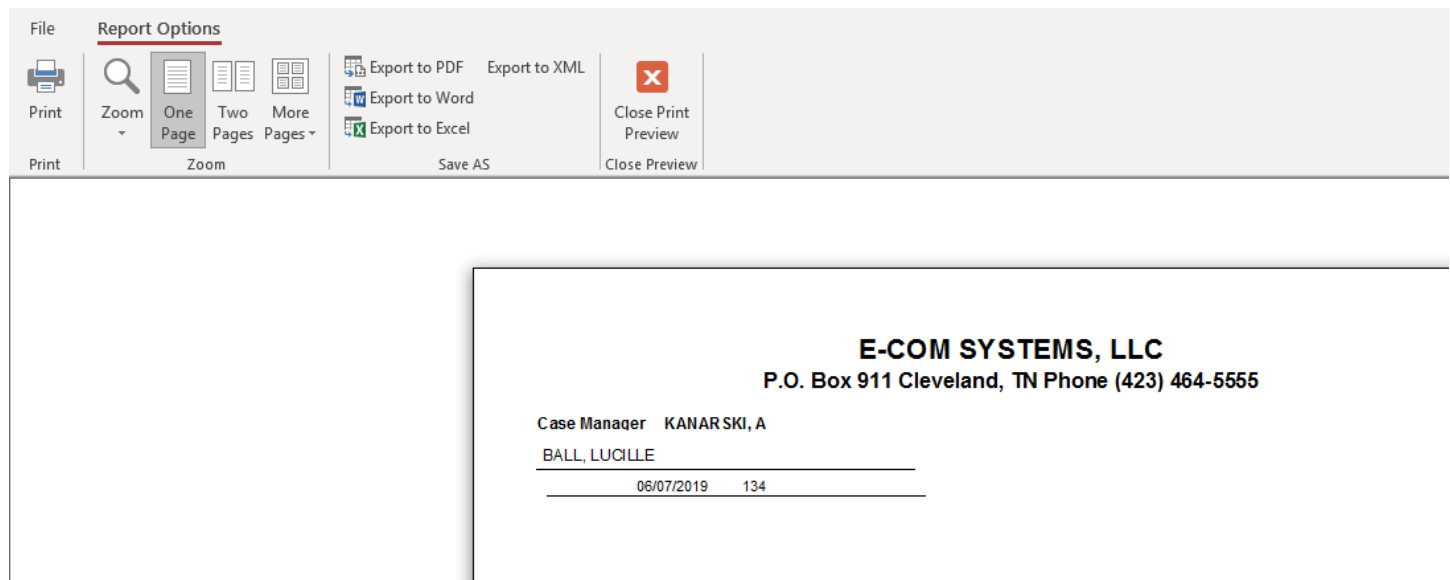 File Report Options
Print
Zoom
One Page
Two Pages
More Pages
Export to PDF Export to XML
Export to Word
Export to Excel
Close Print Preview
Print Zoom Save AS Close Preview
E-COM SYSTEMS, LLC
P.O. Box 911 Cleveland, TN Phone (423) 464-5555
Case Manager KANARSKI, A
BALL, LUCILLE
06/07/2019 134